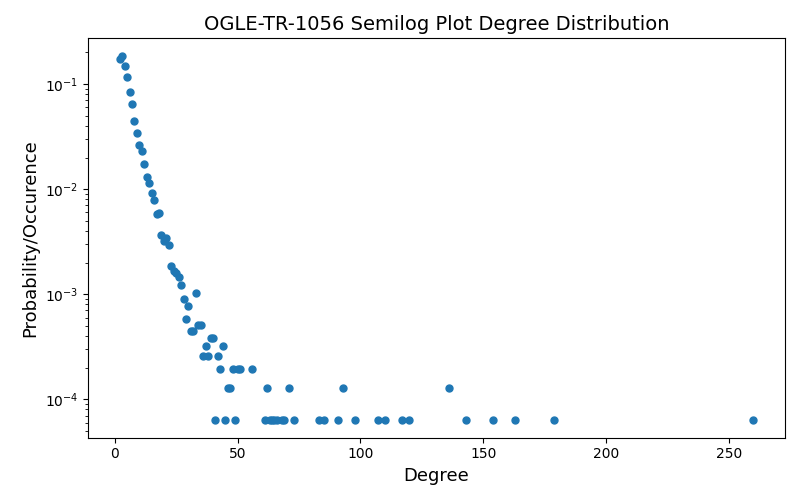 OGLE-TR-1056 Semilog Plot Degree Distribution
Probability/Occurence
10⁻¹
10⁻²
10⁻³
10⁻⁴
0 50 100 150 200 250
Degree